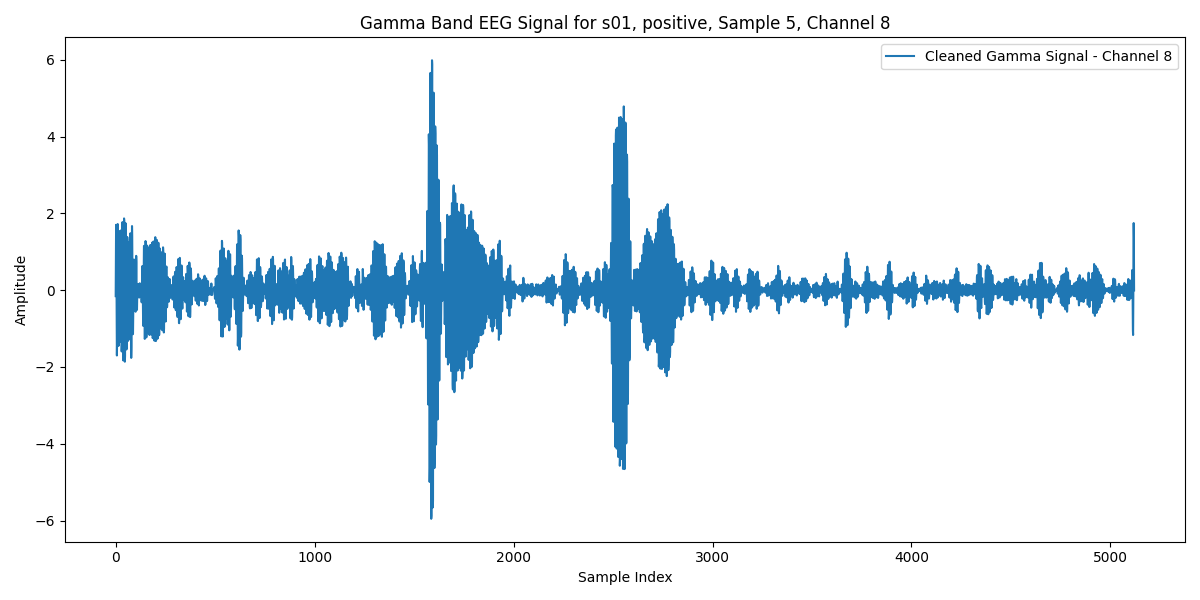 Gamma Band EEG Signal for s01, positive, Sample 5, Channel 8
Cleaned Gamma Signal - Channel 8
Amplitude
6
4
2
0
−2
−4
−6
0 1000 2000 3000 4000 5000
Sample Index